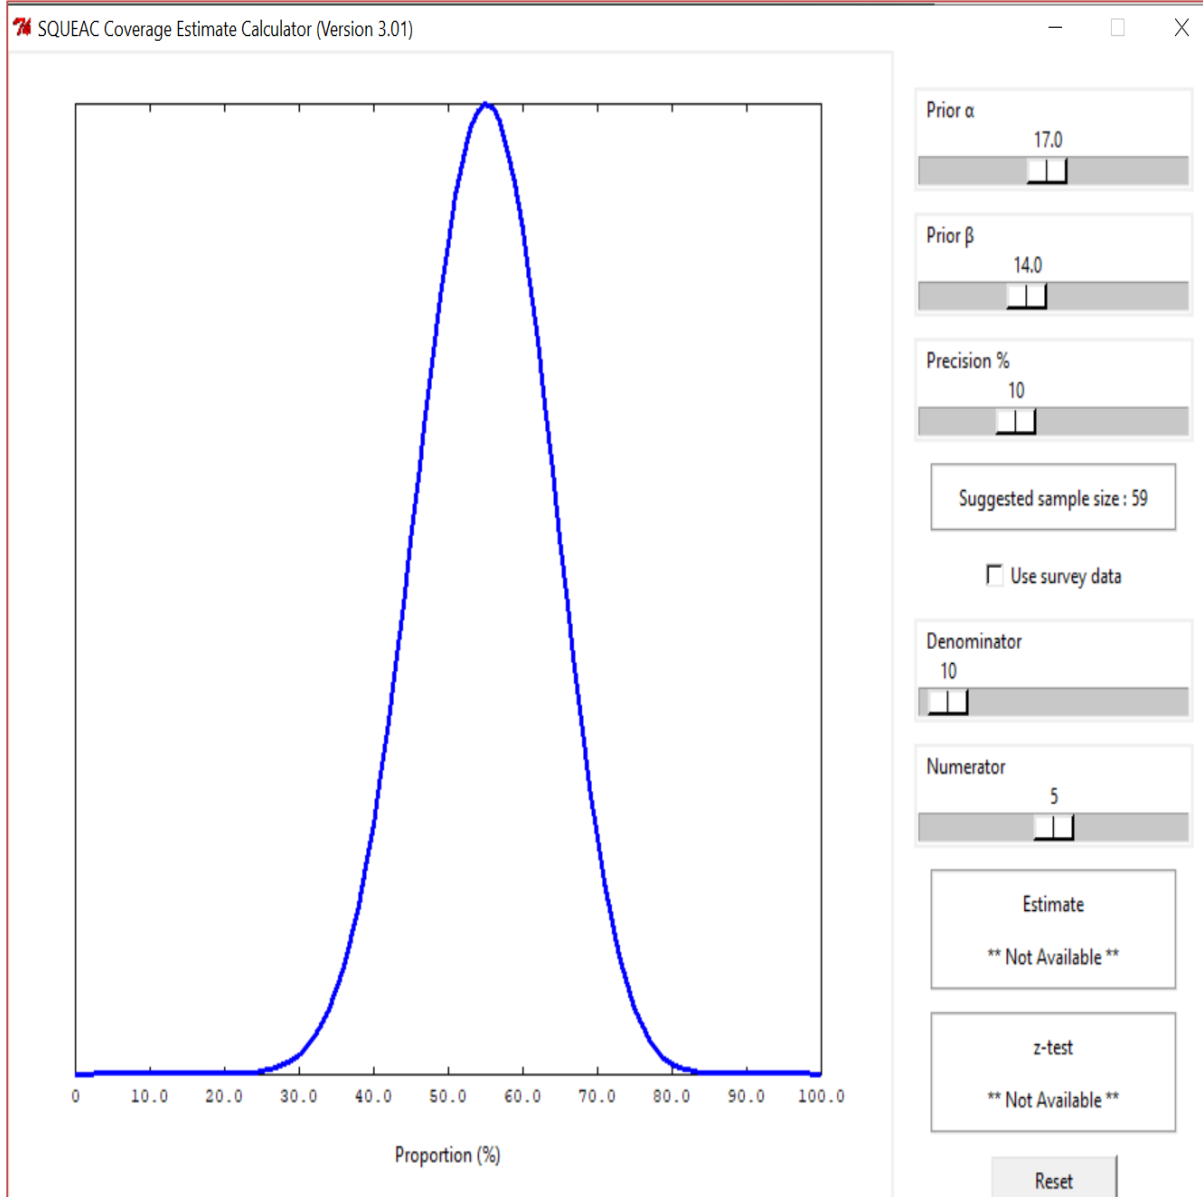 SQUEAC Coverage Estimate Calculator (Version 3.01)
Prior α
17.0
Prior β
14.0
Precision %
10
Suggested sample size : 59
Use survey data
Denominator
10
Numerator
5
Estimate
** Not Available **
z-test
** Not Available **
Reset
0 10.0 20.0 30.0 40.0 50.0 60.0 70.0 80.0 90.0 100.0
Proportion (%)